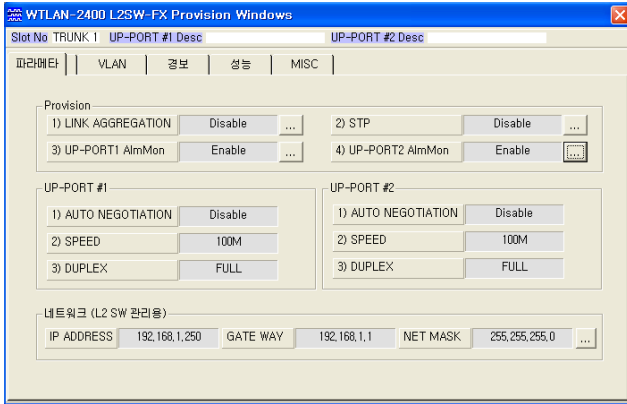 WTLAN-2400 L2SW-FX Provision Windows
Slot No TRUNK 1 UP-PORT #1 Desc UP-PORT #2 Desc
파라메타 VLAN 경보 성능 MISC
Provision
1) LINK AGGREGATION Disable ... 2) STP Disable ...
3) UP-PORT1 AlmMon Enable ... 4) UP-PORT2 AlmMon Enable ...
UP-PORT #1 UP-PORT #2
1) AUTO NEGOTIATION Disable 1) AUTO NEGOTIATION Disable
2) SPEED 100M 2) SPEED 100M
3) DUPLEX FULL 3) DUPLEX FULL
네트워크 (L2 SW 관리용)
IP ADDRESS 192,168,1,250 GATE WAY 192,168,1,1 NET MASK 255,255,255,0 ...